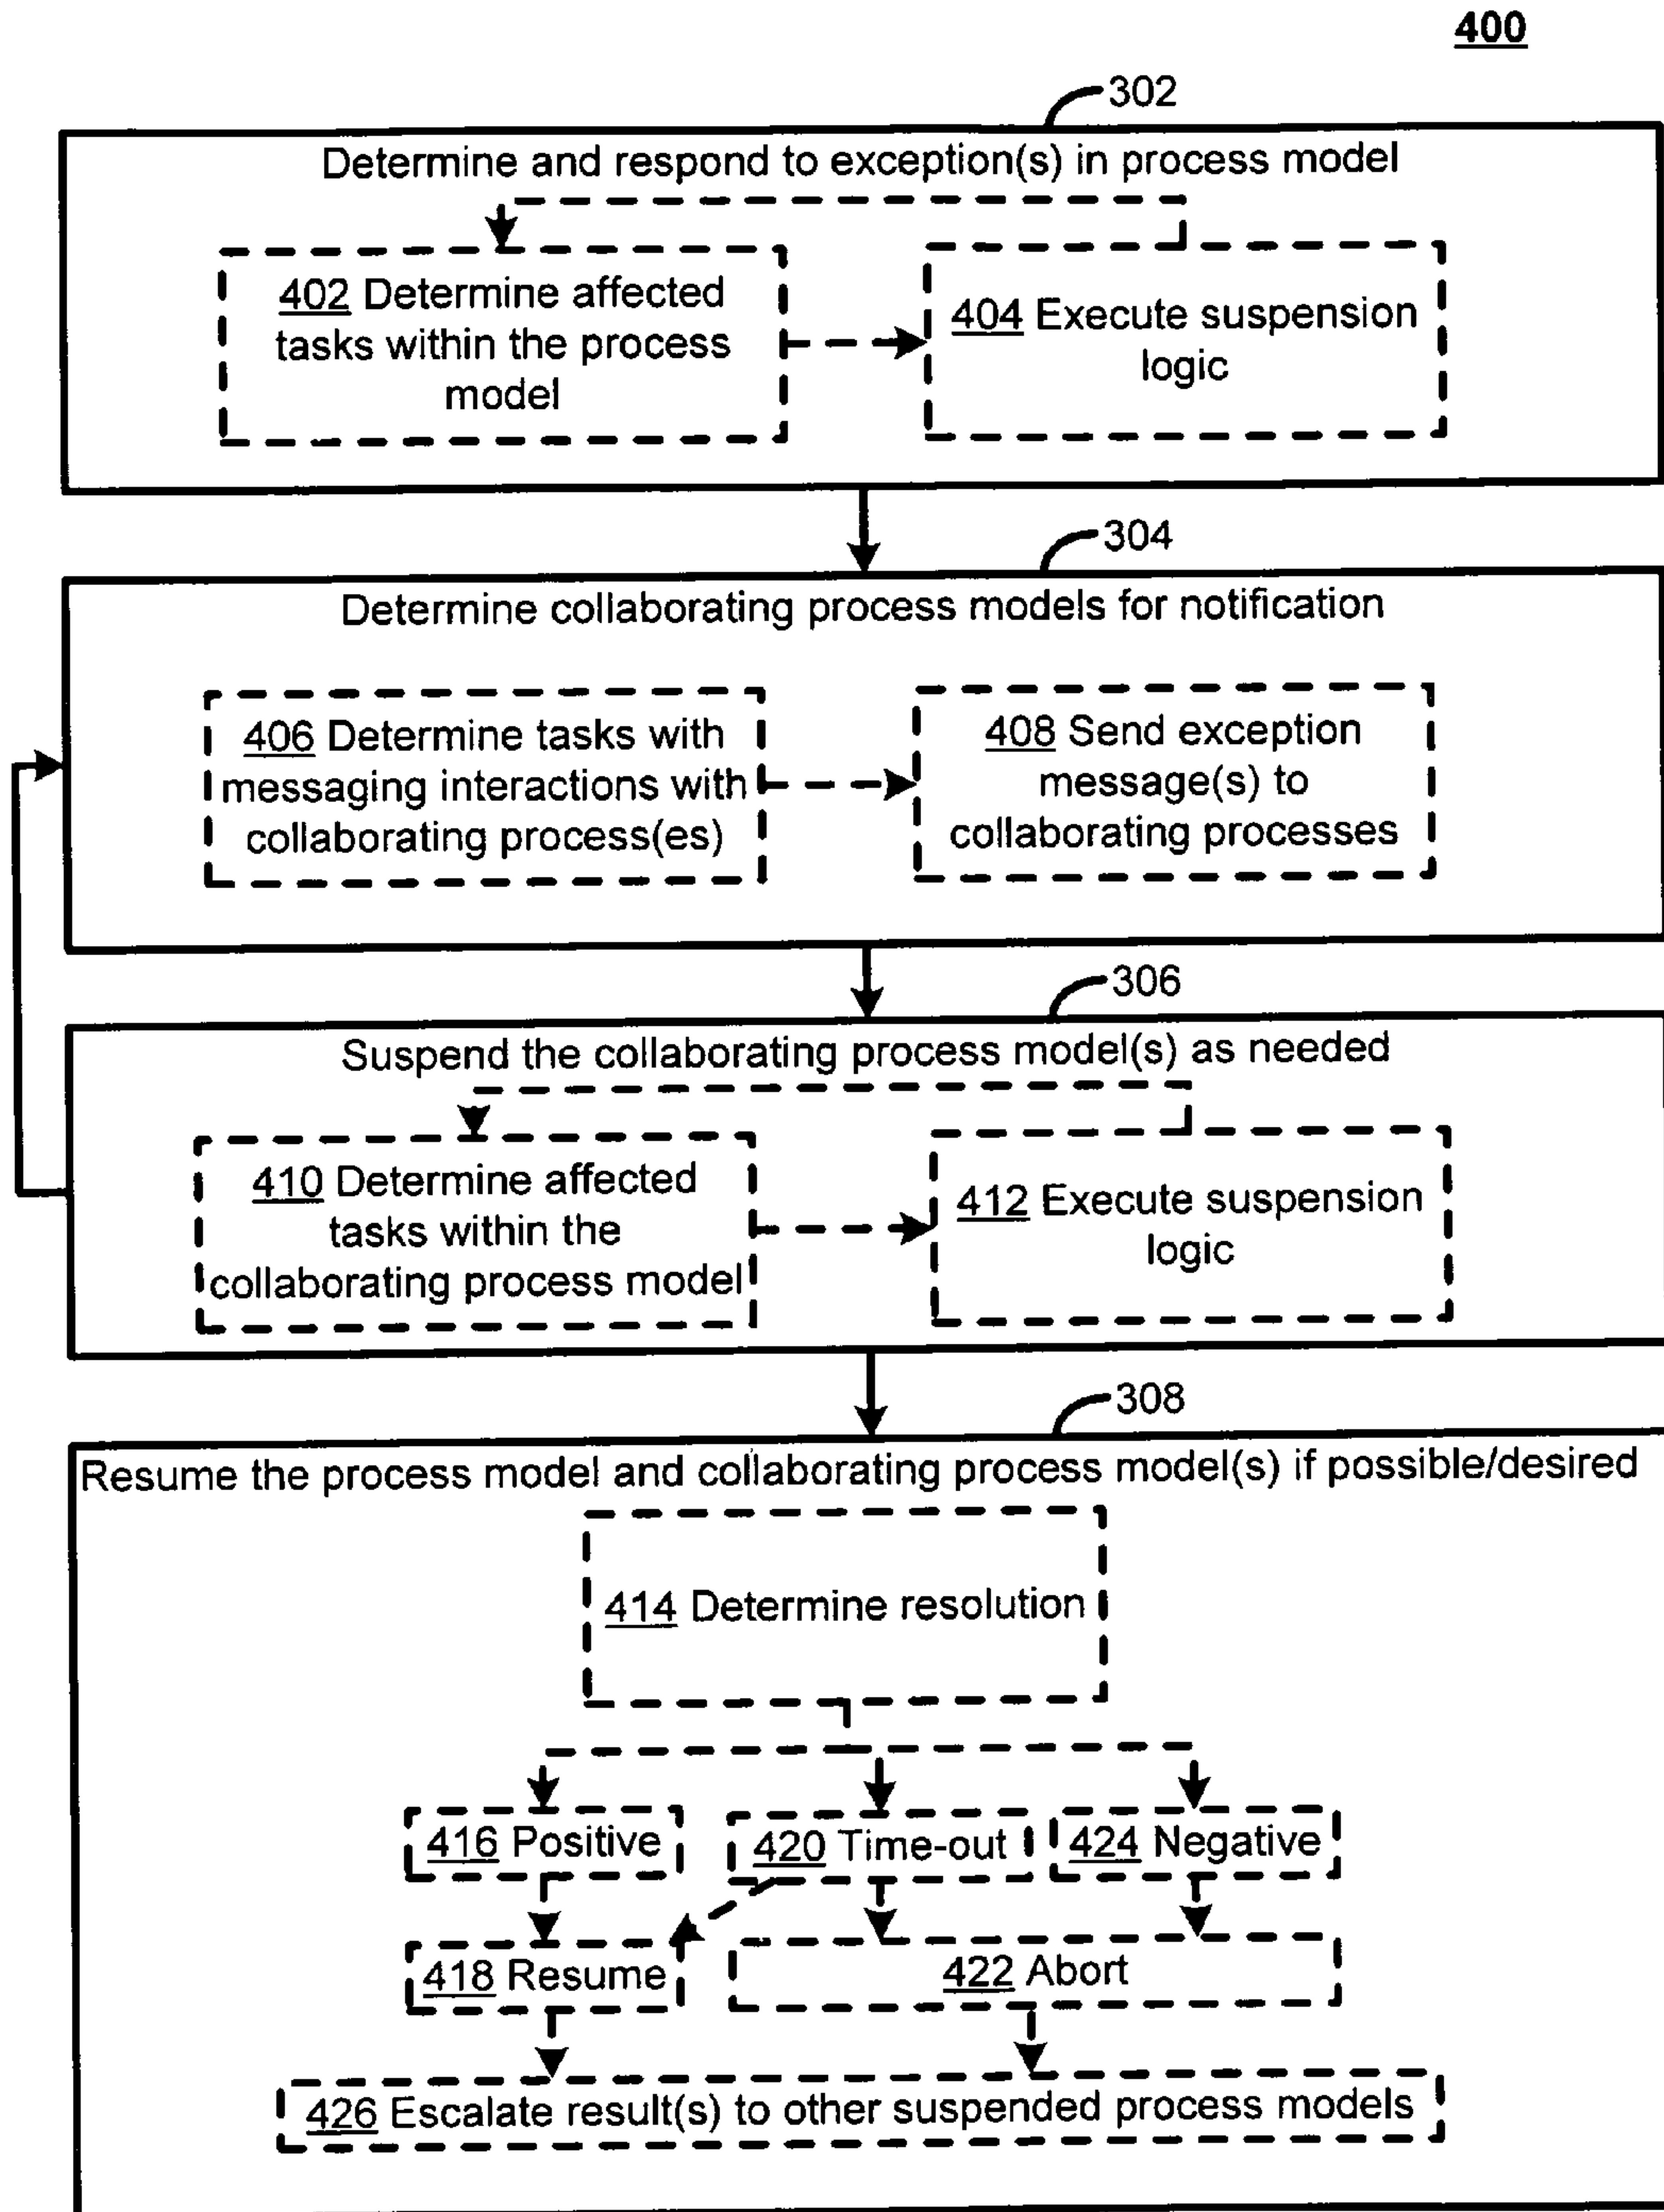 400
302
Determine and respond to exception(s) in process model
402 Determine affected
tasks within the process
model
404 Execute suspension
logic
304
Determine collaborating process models for notification
406 Determine tasks with
messaging interactions with
collaborating process(es)
408 Send exception
message(s) to
collaborating processes
306
Suspend the collaborating process model(s) as needed
410 Determine affected
tasks within the
collaborating process model
412 Execute suspension
logic
308
Resume the process model and collaborating process model(s) if possible/desired
414 Determine resolution
416 Positive
420 Time-out
424 Negative
418 Resume
422 Abort
426 Escalate result(s) to other suspended process models